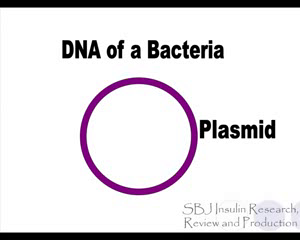 DNA of a Bacteria
Plasmid
SBJ Insulin Research,
Review and Production